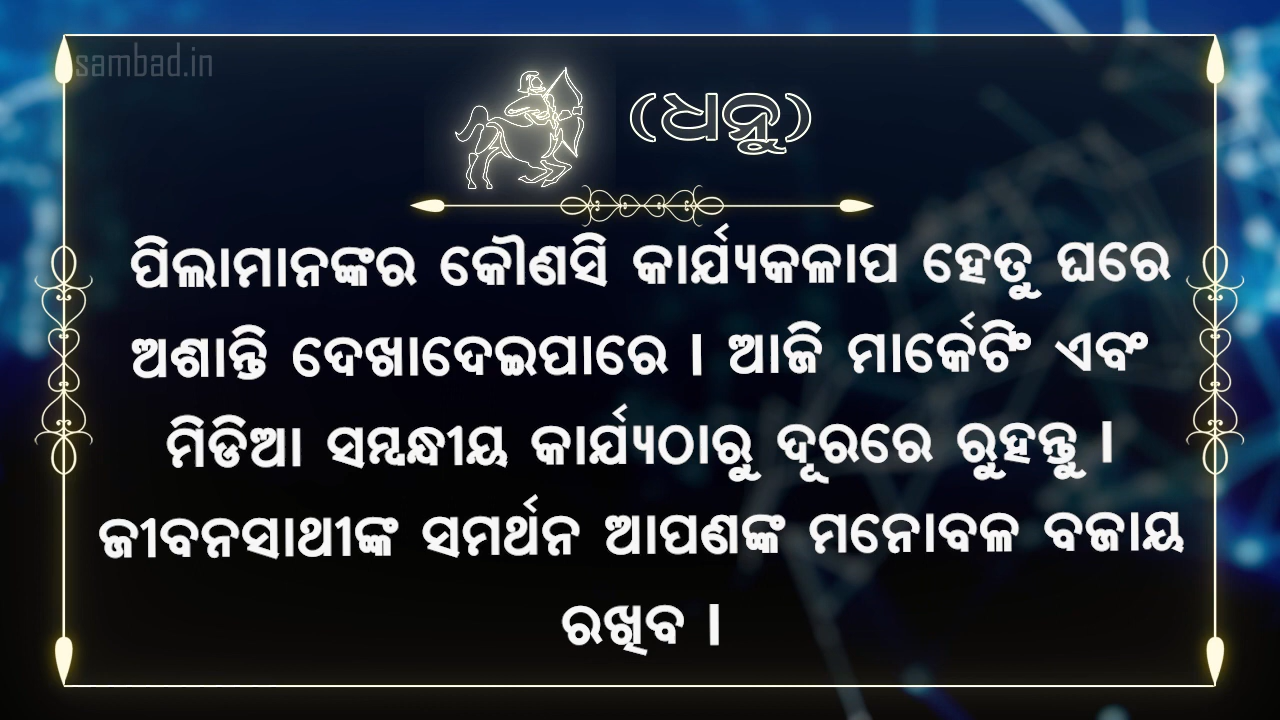 sambad.in
(ଧନୁ)
ପିଲାମାନଙ୍କର କୌଣସି କାର୍ଯ୍ୟକଳାପ ହେତୁ ଘରେ
ଅଶାନ୍ତି ଦେଖାଦେଇପାରେ । ଆଜି ମାର୍କେଟିଂ ଏବଂ
ମିଡିଆ ସମ୍ବନ୍ଧୀୟ କାର୍ଯ୍ୟଠାରୁ ଦୂରରେ ରୁହନ୍ତୁ ।
ଜୀବନସାଥୀଙ୍କ ସମର୍ଥନ ଆପଣଙ୍କ ମନୋବଳ ବଜାୟ
ରଖିବ ।